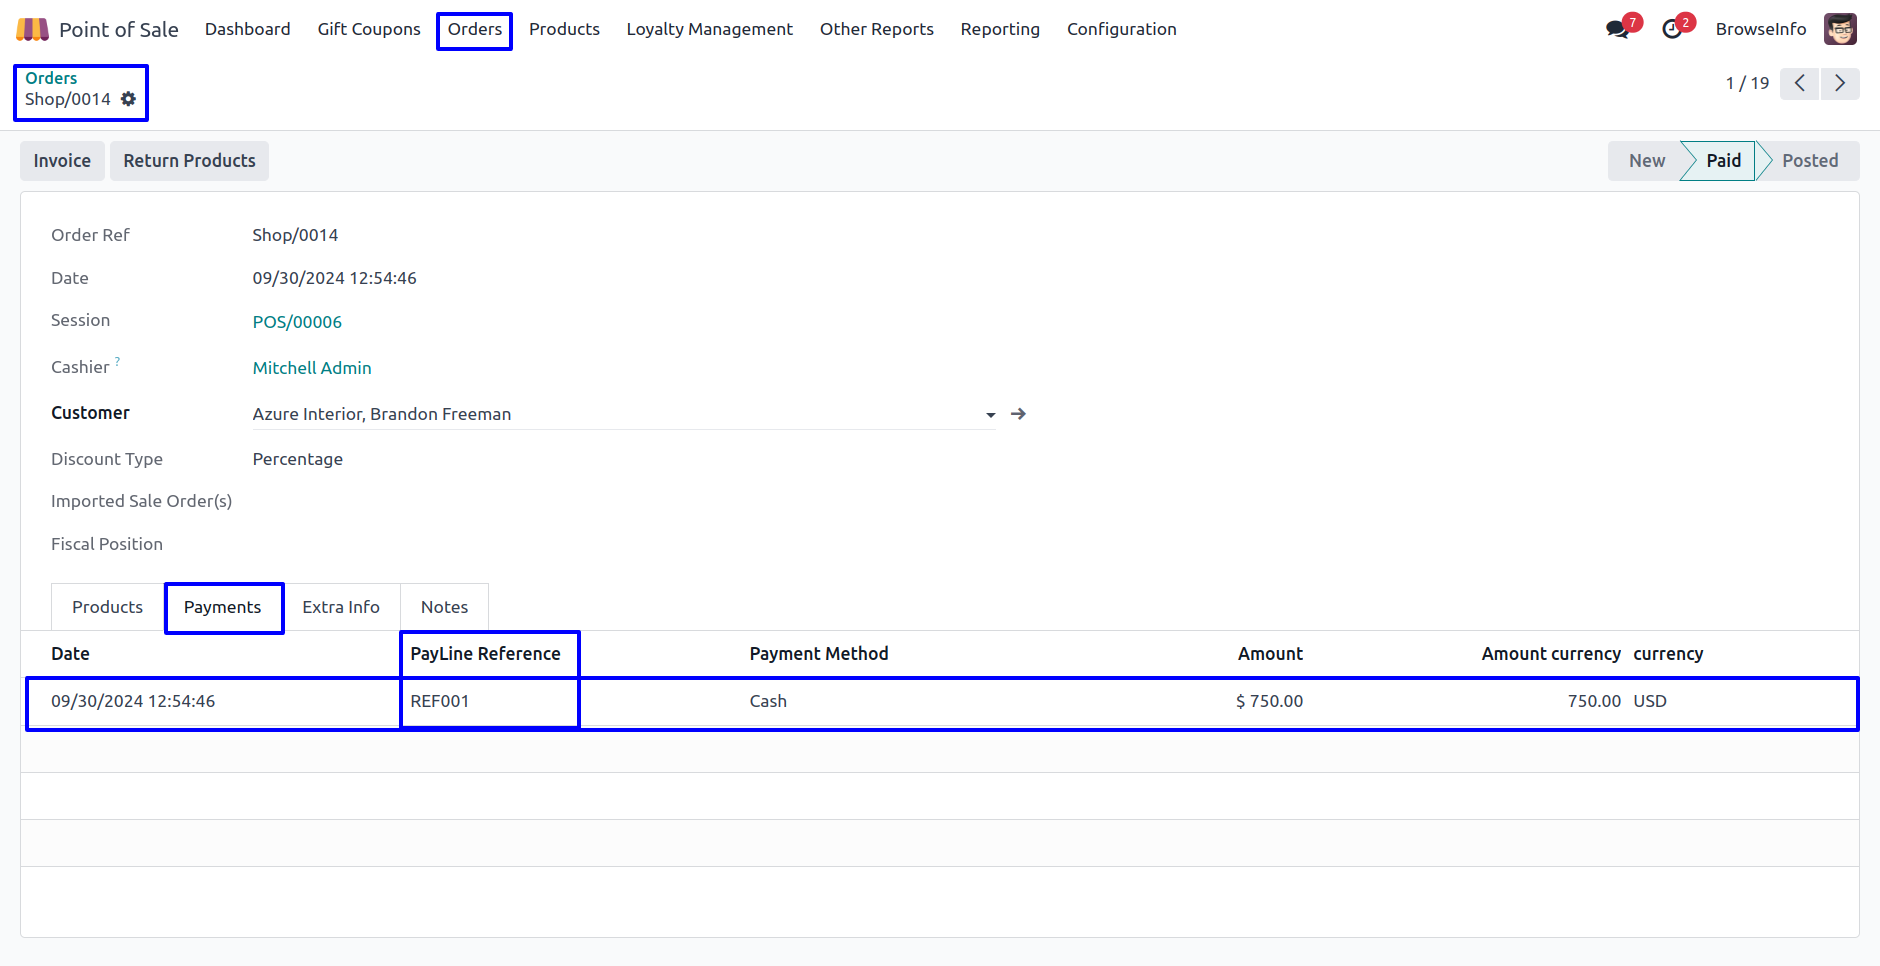 Point of Sale Dashboard Gift Coupons Orders Products Loyalty Management Other Reports Reporting Configuration 7 2 BrowseInfo
Orders
Shop/0014 1 / 19
Invoice Return Products New Paid Posted
Order Ref Shop/0014
Date 09/30/2024 12:54:46
Session POS/00006
Cashier ? Mitchell Admin
Customer Azure Interior, Brandon Freeman
Discount Type Percentage
Imported Sale Order(s)
Fiscal Position
Products Payments Extra Info Notes
Date PayLine Reference Payment Method Amount Amount currency currency
09/30/2024 12:54:46 REF001 Cash $ 750.00 750.00 USD